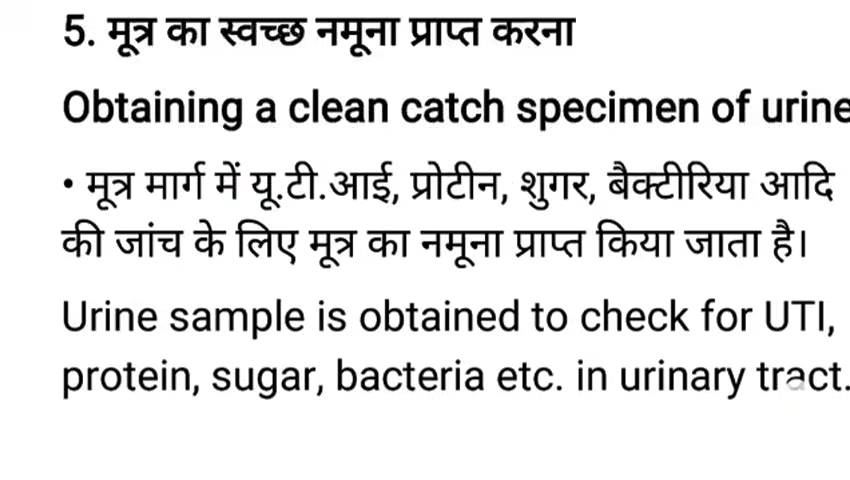 5. मूत्र का स्वच्छ नमूना प्राप्त करना
Obtaining a clean catch specimen of urine
• मूत्र मार्ग में यू.टी.आई, प्रोटीन, शुगर, बैक्टीरिया आदि
की जांच के लिए मूत्र का नमूना प्राप्त किया जाता है।
Urine sample is obtained to check for UTI,
protein, sugar, bacteria etc. in urinary tract.